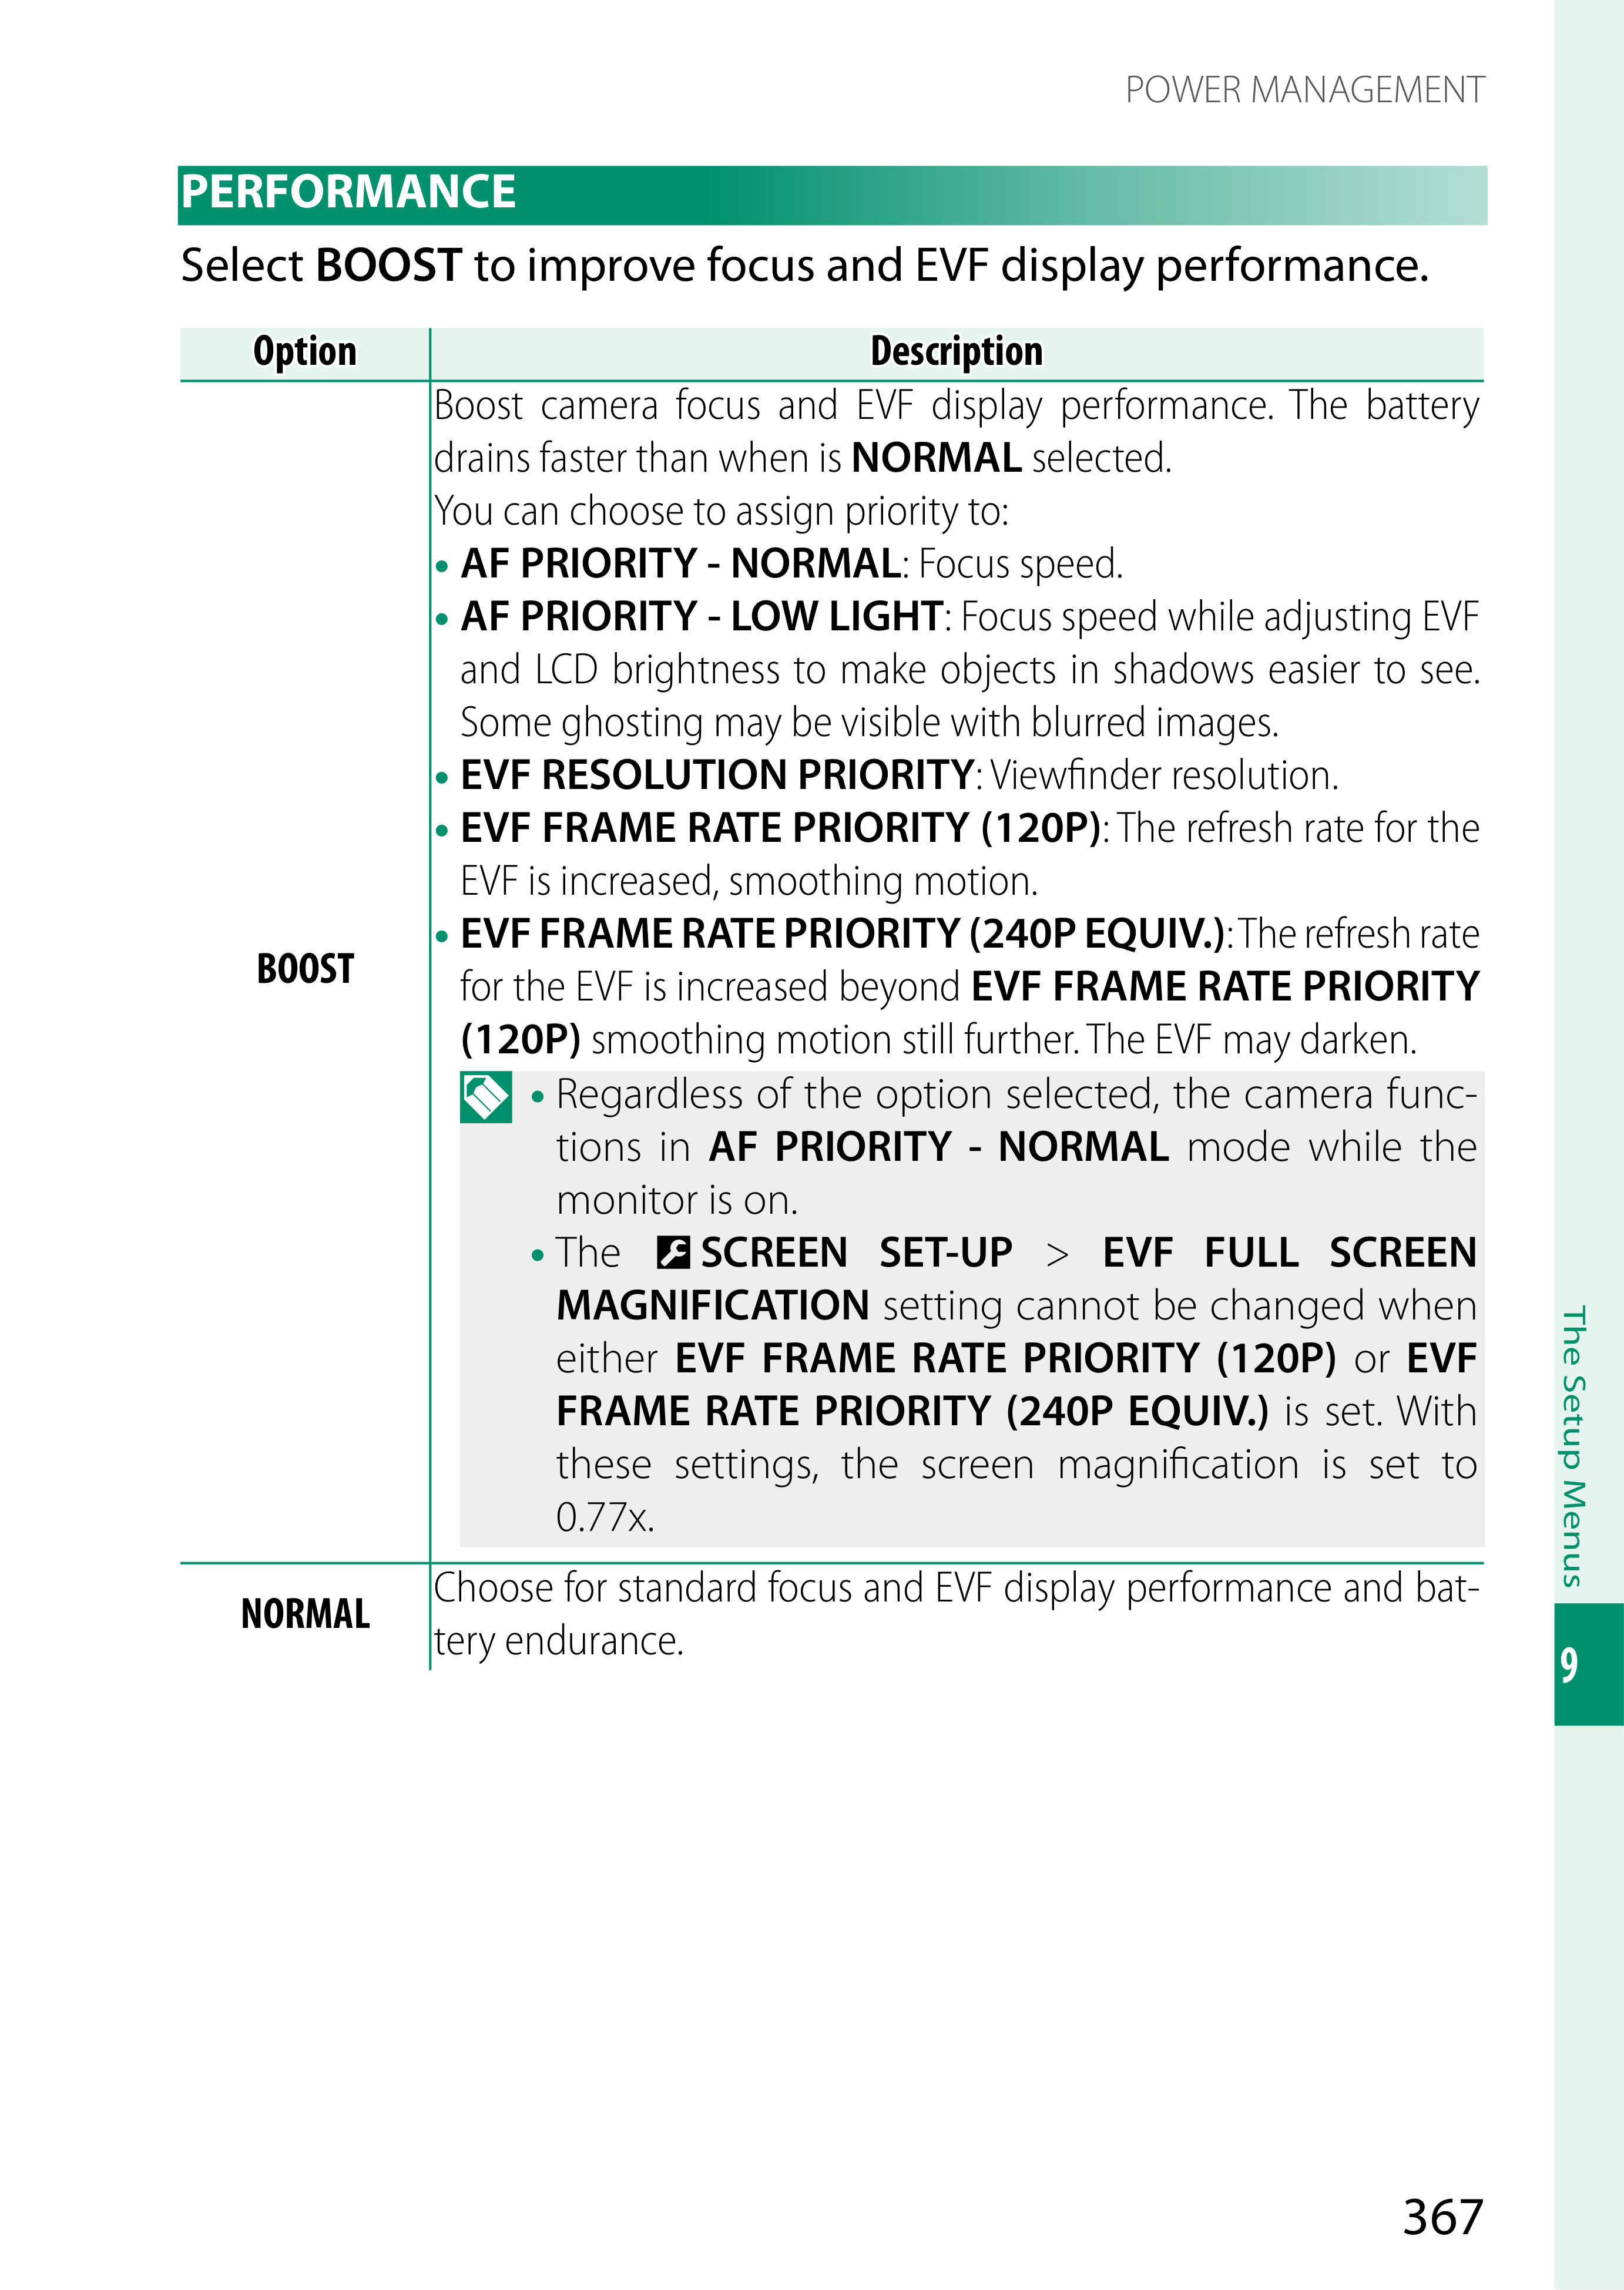 POWER MANAGEMENT
PERFORMANCE
Select BOOST to improve focus and EVF display performance.
Option
Description
BOOST
Boost camera focus and EVF display performance. The battery
drains faster than when is NORMAL selected.
You can choose to assign priority to:
• AF PRIORITY - NORMAL: Focus speed.
• AF PRIORITY - LOW LIGHT: Focus speed while adjusting EVF
and LCD brightness to make objects in shadows easier to see.
Some ghosting may be visible with blurred images.
• EVF RESOLUTION PRIORITY: Viewfinder resolution.
• EVF FRAME RATE PRIORITY (120P): The refresh rate for the
EVF is increased, smoothing motion.
• EVF FRAME RATE PRIORITY (240P EQUIV.): The refresh rate
for the EVF is increased beyond EVF FRAME RATE PRIORITY
(120P) smoothing motion still further. The EVF may darken.
• Regardless of the option selected, the camera func-
tions in AF PRIORITY - NORMAL mode while the
monitor is on.
• The SCREEN SET-UP > EVF FULL SCREEN
MAGNIFICATION setting cannot be changed when
either EVF FRAME RATE PRIORITY (120P) or EVF
FRAME RATE PRIORITY (240P EQUIV.) is set. With
these settings, the screen magnification is set to
0.77x.
NORMAL
Choose for standard focus and EVF display performance and bat-
tery endurance.
The Setup Menus
9
367